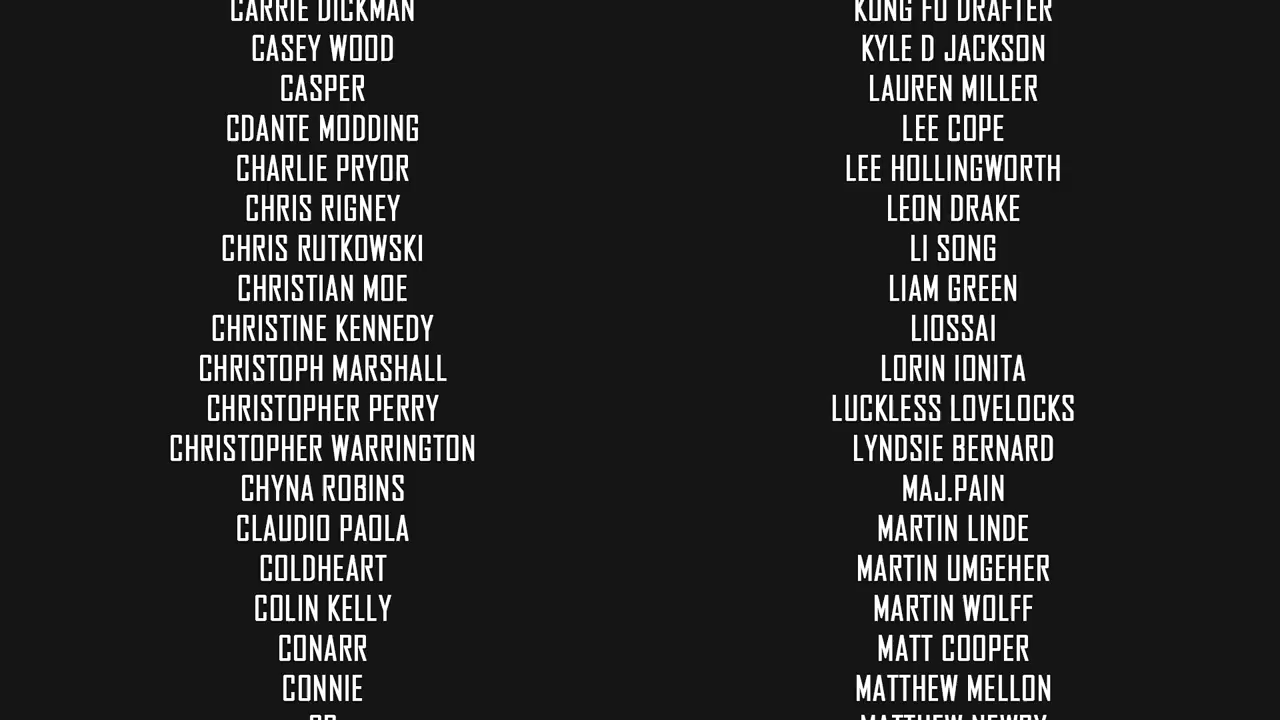 CARRIE DICKMAN
CASEY WOOD
CASPER
CDANTE MODDING
CHARLIE PRYOR
CHRIS RIGNEY
CHRIS RUTKOWSKI
CHRISTIAN MOE
CHRISTINE KENNEDY
CHRISTOPH MARSHALL
CHRISTOPHER PERRY
CHRISTOPHER WARRINGTON
CHYNA ROBINS
CLAUDIO PAOLA
COLDHEART
COLIN KELLY
CONARR
CONNIE
KUNG FU DRAFTER
KYLE D JACKSON
LAUREN MILLER
LEE COPE
LEE HOLLINGWORTH
LEON DRAKE
LI SONG
LIAM GREEN
LIOSSAI
LORIN IONITA
LUCKLESS LOVELOCKS
LYNDSIE BERNARD
MAJ.PAIN
MARTIN LINDE
MARTIN UMGEHER
MARTIN WOLFF
MATT COOPER
MATTHEW MELLON
MATTHEW NEWBY